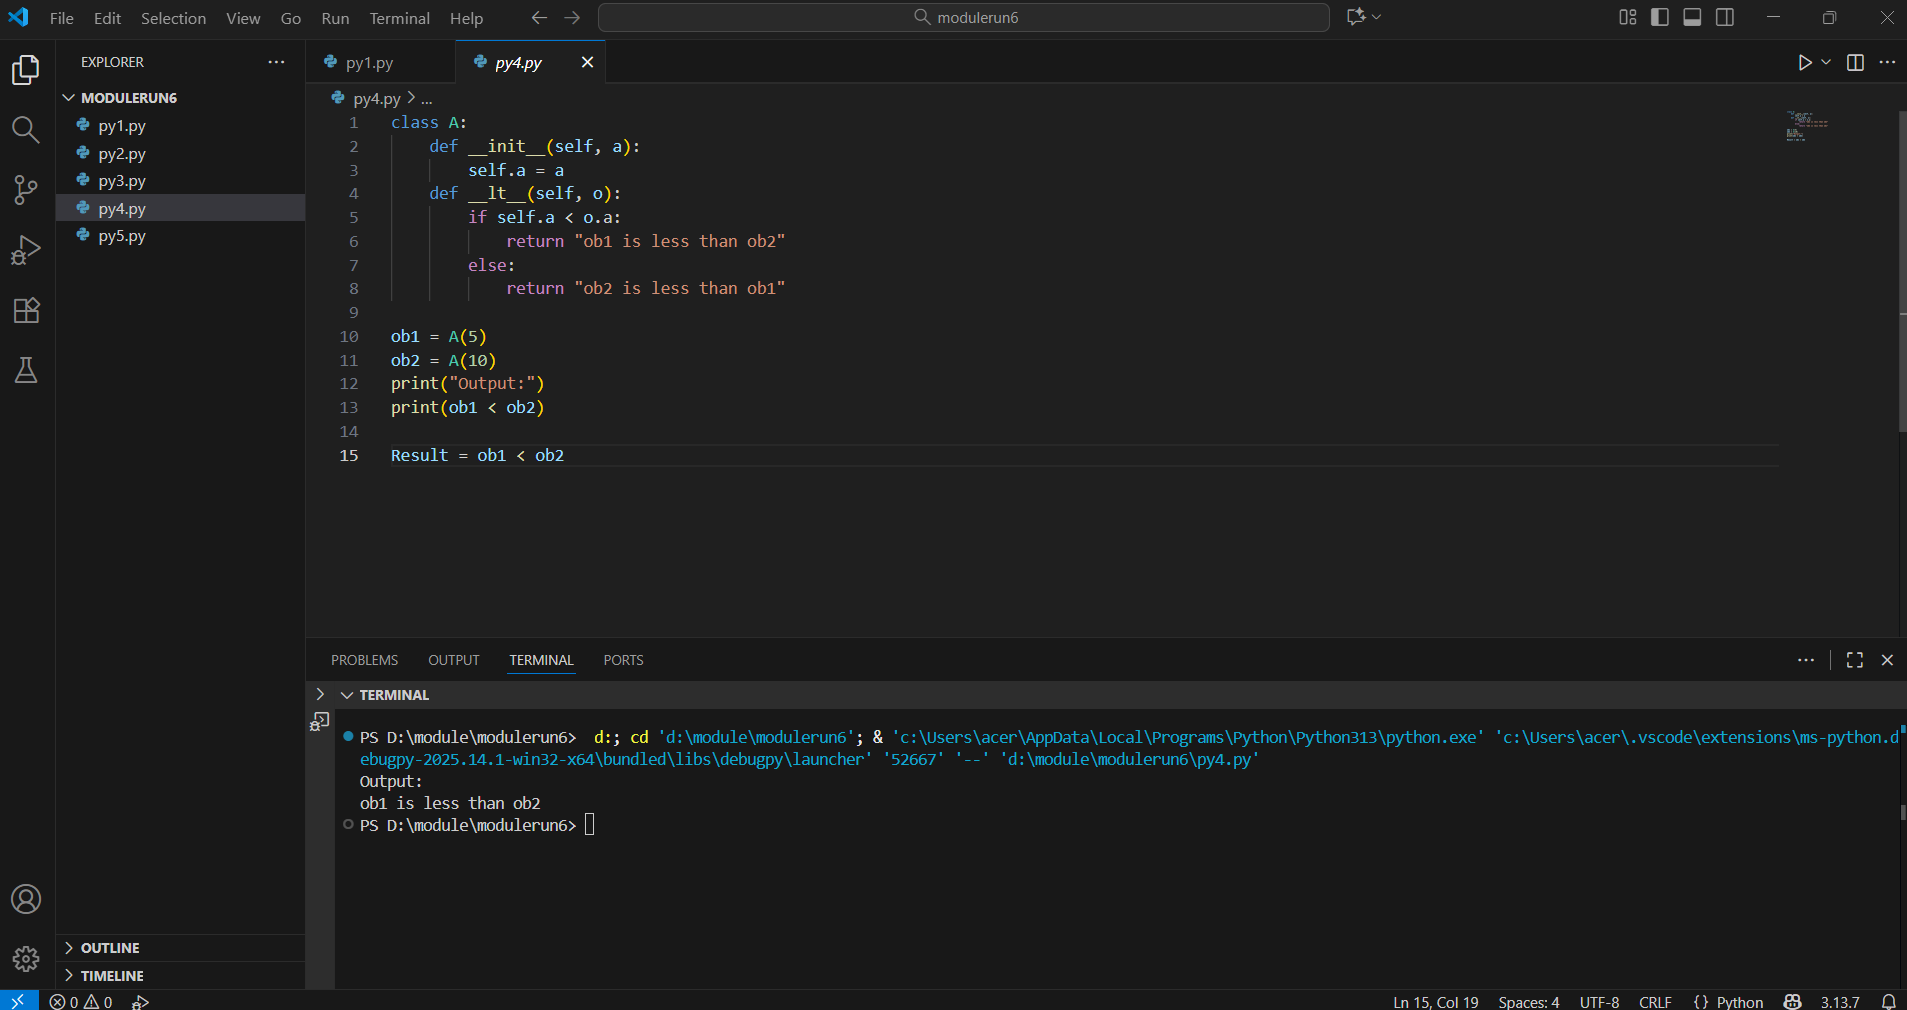 File Edit Selection View Go Run Terminal Help
modulerun6
EXPLORER
MODULERUN6
py1.py
py2.py
py3.py
py4.py
py5.py
OUTLINE
TIMELINE
py1.py
py4.py
py4.py > ...
1 class A:
2     def __init__(self, a):
3         self.a = a
4     def __lt__(self, o):
5         if self.a < o.a:
6             return "ob1 is less than ob2"
7         else:
8             return "ob2 is less than ob1"
9
10 ob1 = A(5)
11 ob2 = A(10)
12 print("Output:")
13 print(ob1 < ob2)
14
15 Result = ob1 < ob2
PROBLEMS OUTPUT TERMINAL PORTS
TERMINAL
PS D:\module\modulerun6>  d:; cd 'd:\module\modulerun6'; & 'c:\Users\acer\AppData\Local\Programs\Python\Python313\python.exe' 'c:\Users\acer\.vscode\extensions\ms-python.d
ebugpy-2025.14.1-win32-x64\bundled\libs\debugpy\launcher' '52667' '--' 'd:\module\modulerun6\py4.py'
Output:
ob1 is less than ob2
PS D:\module\modulerun6>
0 0 Ln 15, Col 19 Spaces: 4 UTF-8 CRLF {} Python 3.13.7